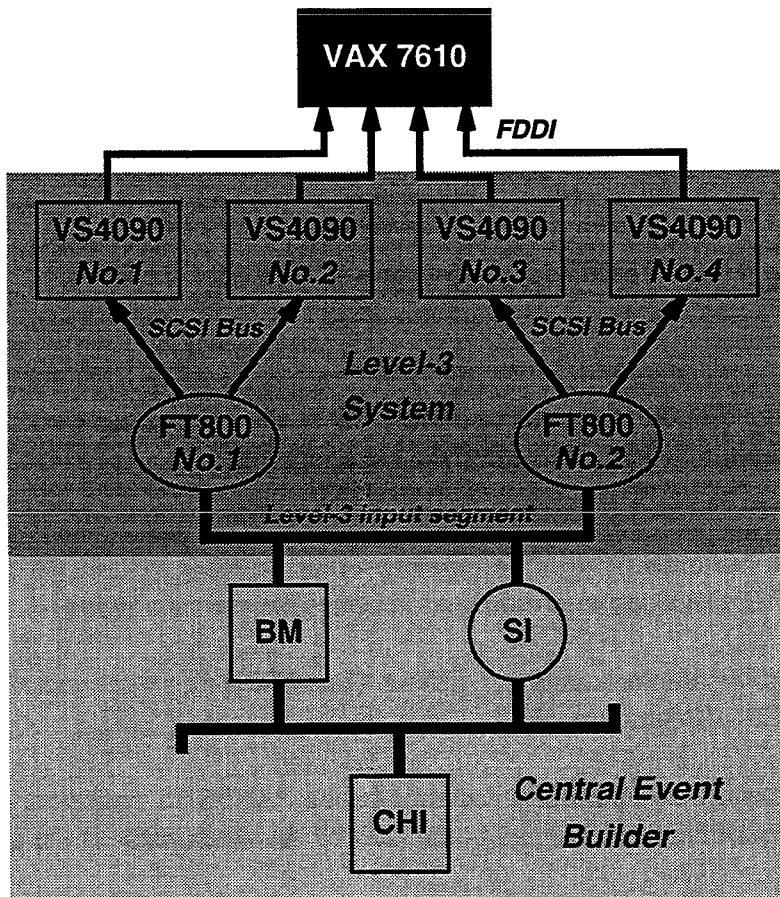 VAX 7610
FDDI
VS4090 VS4090 VS4090 VS4090
No.1 No.2 No.3 No.4
SCSI Bus SCSI Bus
Level-3
System
FT800 FT800
No.1 No.2
Level-3 input segment
BM SI
CHI
Central Event
Builder